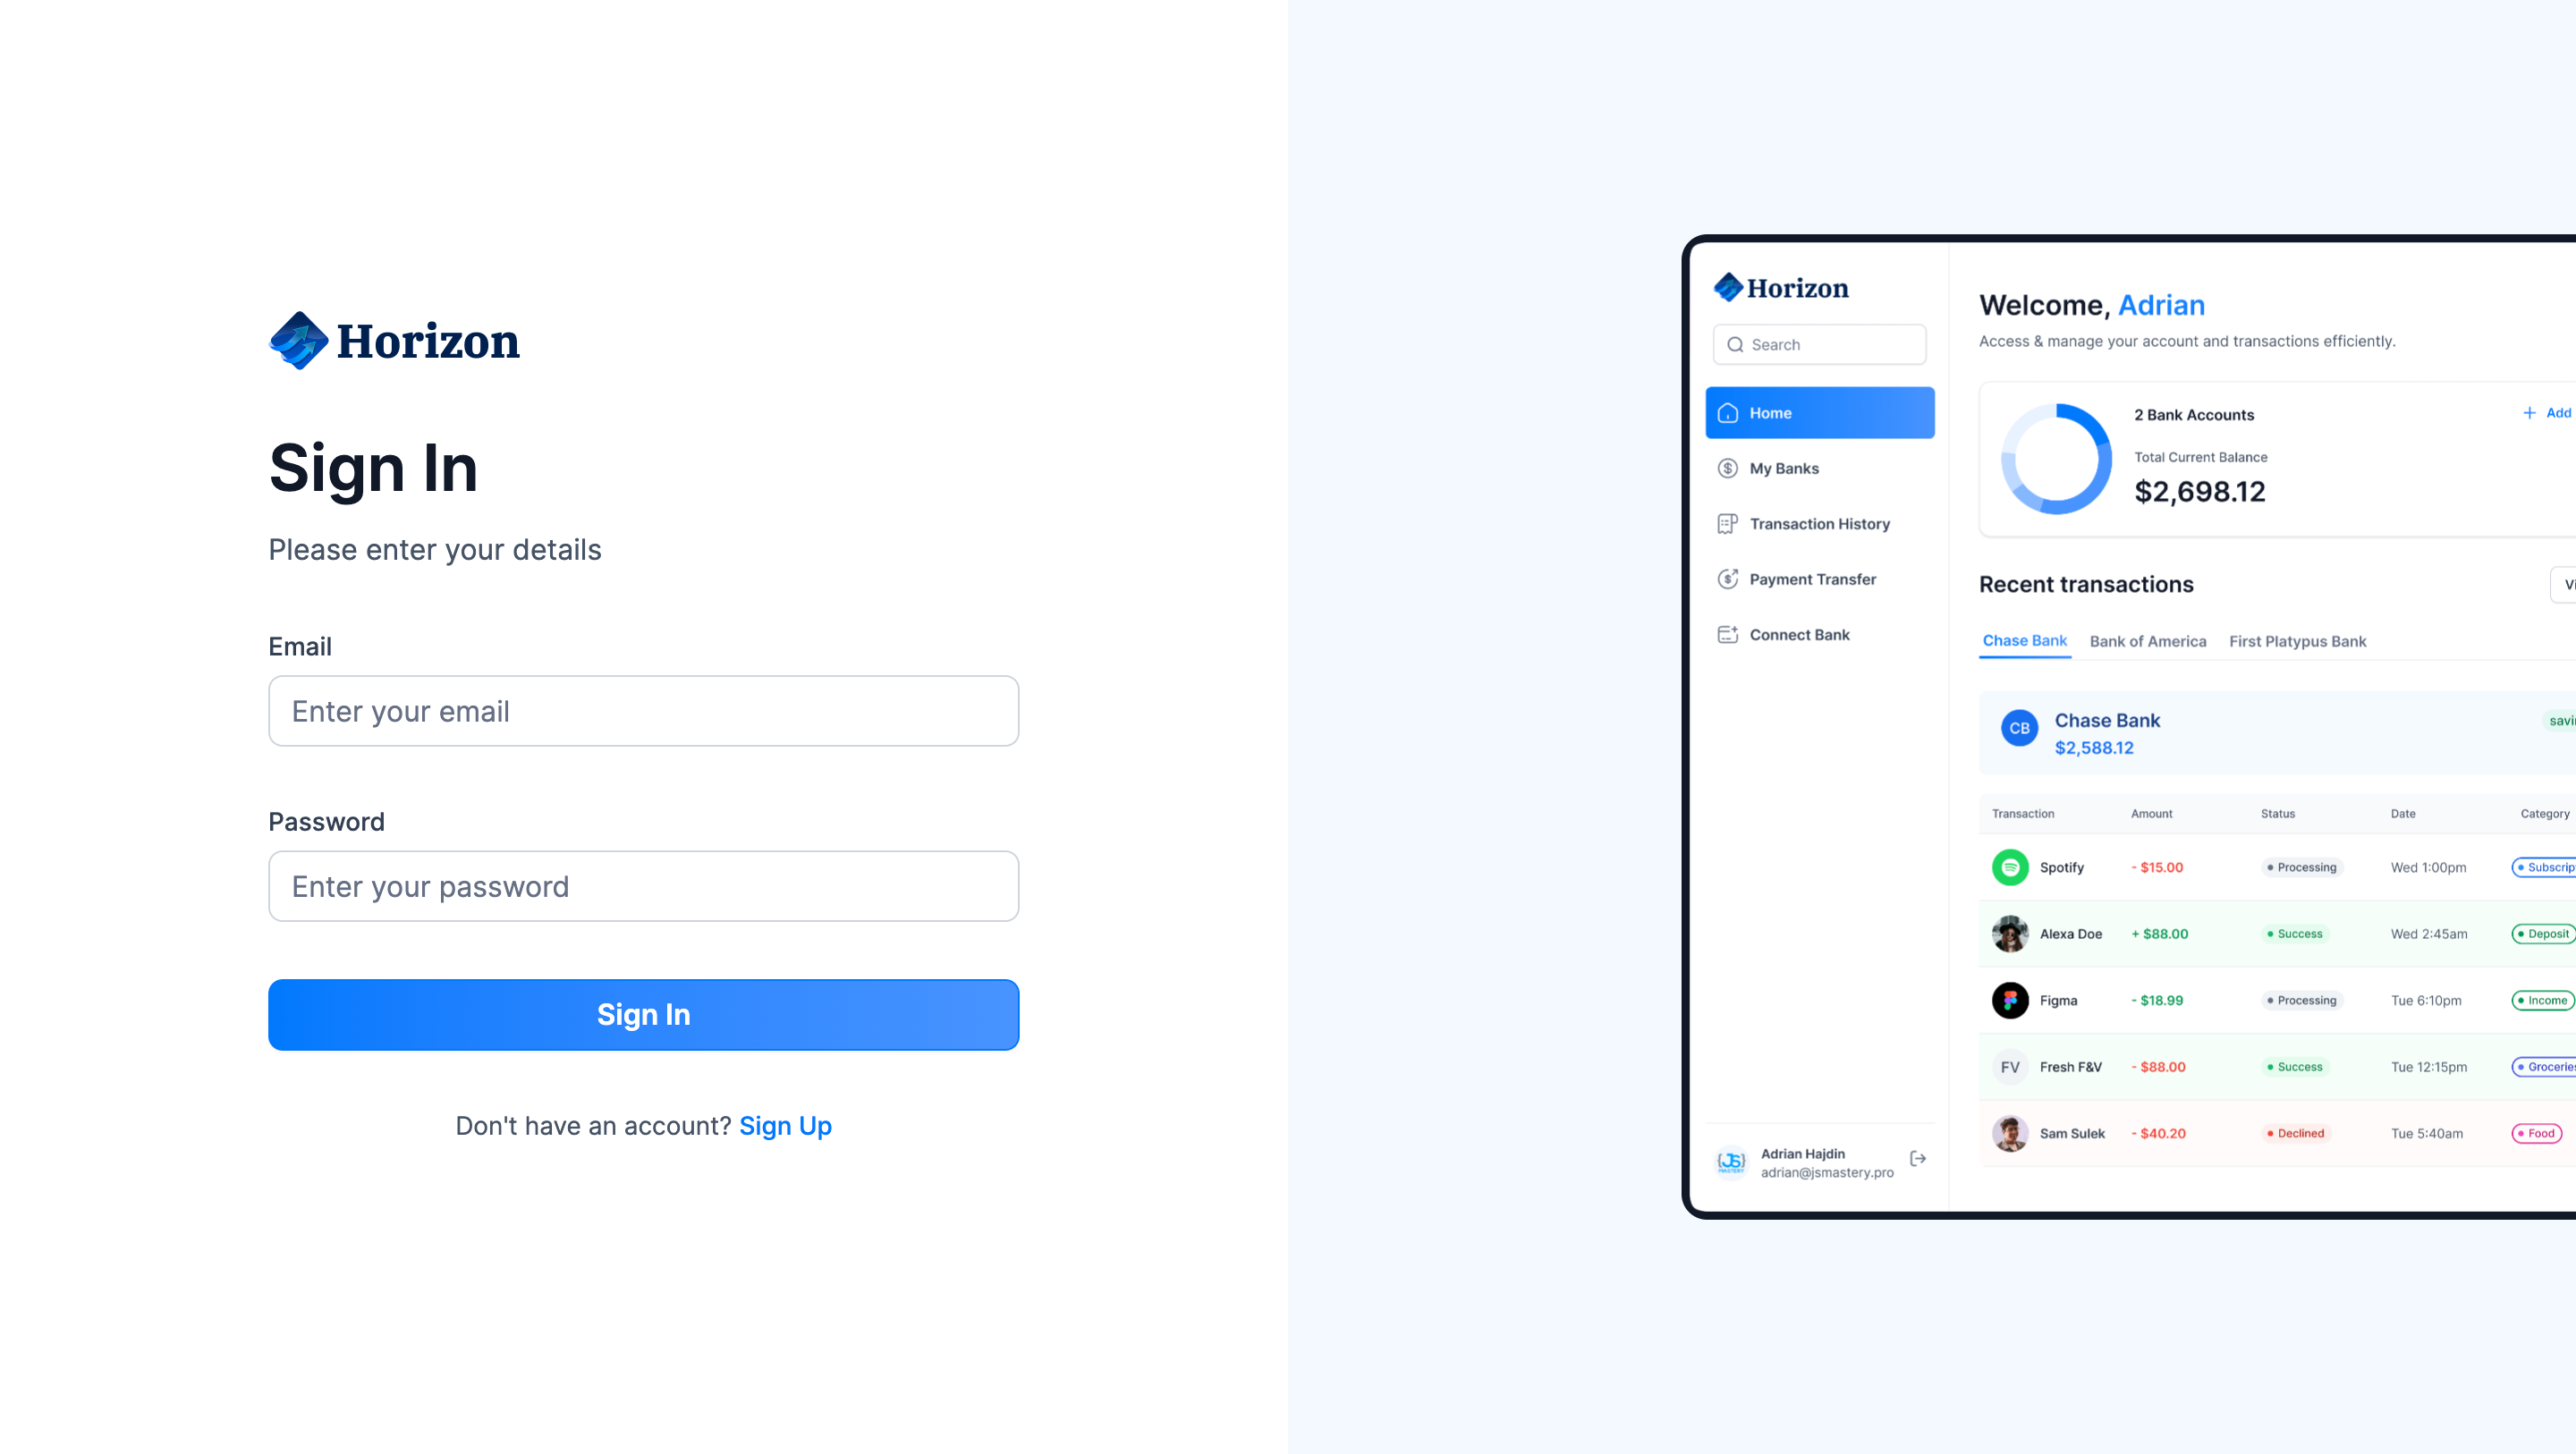 Horizon
Sign In
Please enter your details
Email
Enter your email
Password
Enter your password
Sign In
Don't have an account? Sign Up
Horizon
Search
Home
My Banks
Transaction History
Payment Transfer
Connect Bank
{JS}
MASTERY
Adrian Hajdin
adrian@jsmastery.pro
Welcome, Adrian
Access & manage your account and transactions efficiently.
2 Bank Accounts
+ Add
Total Current Balance
$2,698.12
Recent transactions
Chase Bank Bank of America First Platypus Bank
CB
Chase Bank
$2,588.12
Transaction Amount Status Date Category
Spotify - $15.00 Processing Wed 1:00pm
Alexa Doe + $88.00 Success Wed 2:45am Deposit
Figma - $18.99 Processing Tue 6:10pm Income
FV Fresh F&V - $88.00 Success Tue 12:15pm Groceries
Sam Sulek - $40.20 Declined Tue 5:40am Food